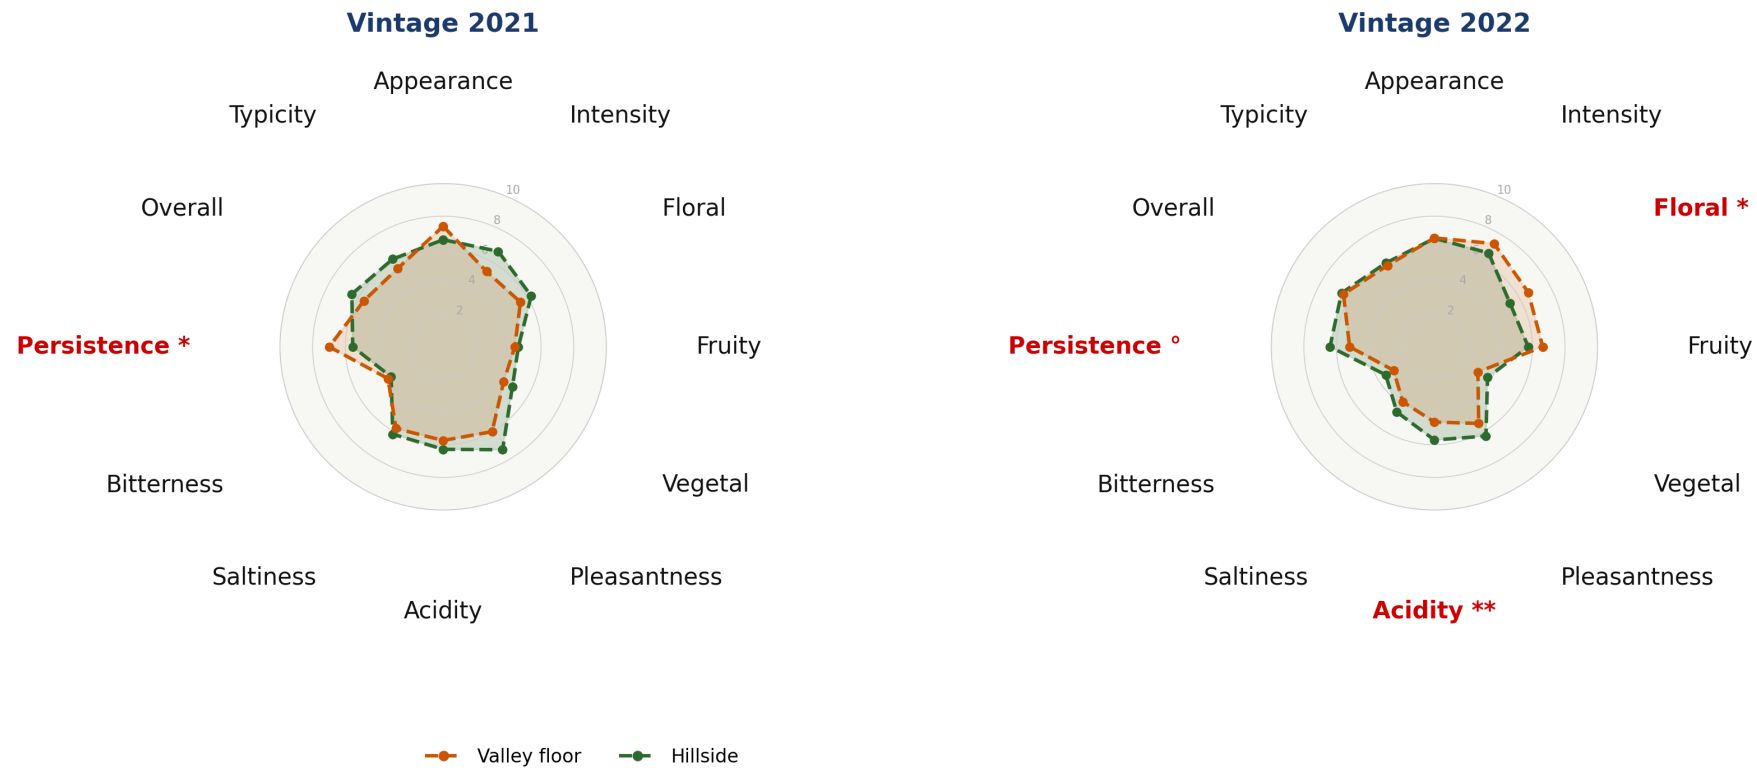 Vintage 2021
Appearance
Typicity
Intensity
Overall
Floral
Persistence *
Fruity
Bitterness
Vegetal
Saltiness
Pleasantness
Acidity
10
8
4
2
Vintage 2022
Appearance
Typicity
Intensity
Overall
Floral *
Persistence °
Fruity
Bitterness
Vegetal
Saltiness
Pleasantness
Acidity **
10
8
4
2
Valley floor
Hillside